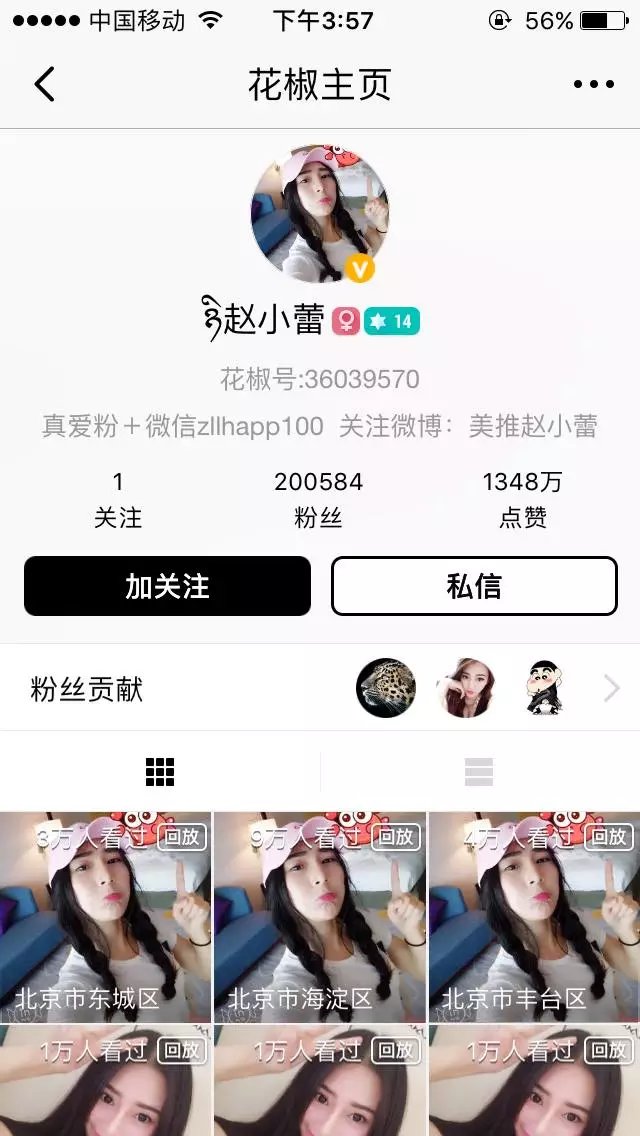 中国移动 下午3:57 56%
花椒主页
赵小蕾 14
花椒号:36039570
真爱粉＋微信zllhapp100 关注微博：美推赵小蕾
1 200584 1348万
关注 粉丝 点赞
加关注 私信
粉丝贡献
3万人看过 回放 9万人看过 回放 4万人看过 回放
北京市东城区 北京市海淀区 北京市丰台区
1万人看过 回放 1万人看过 回放 1万人看过 回放